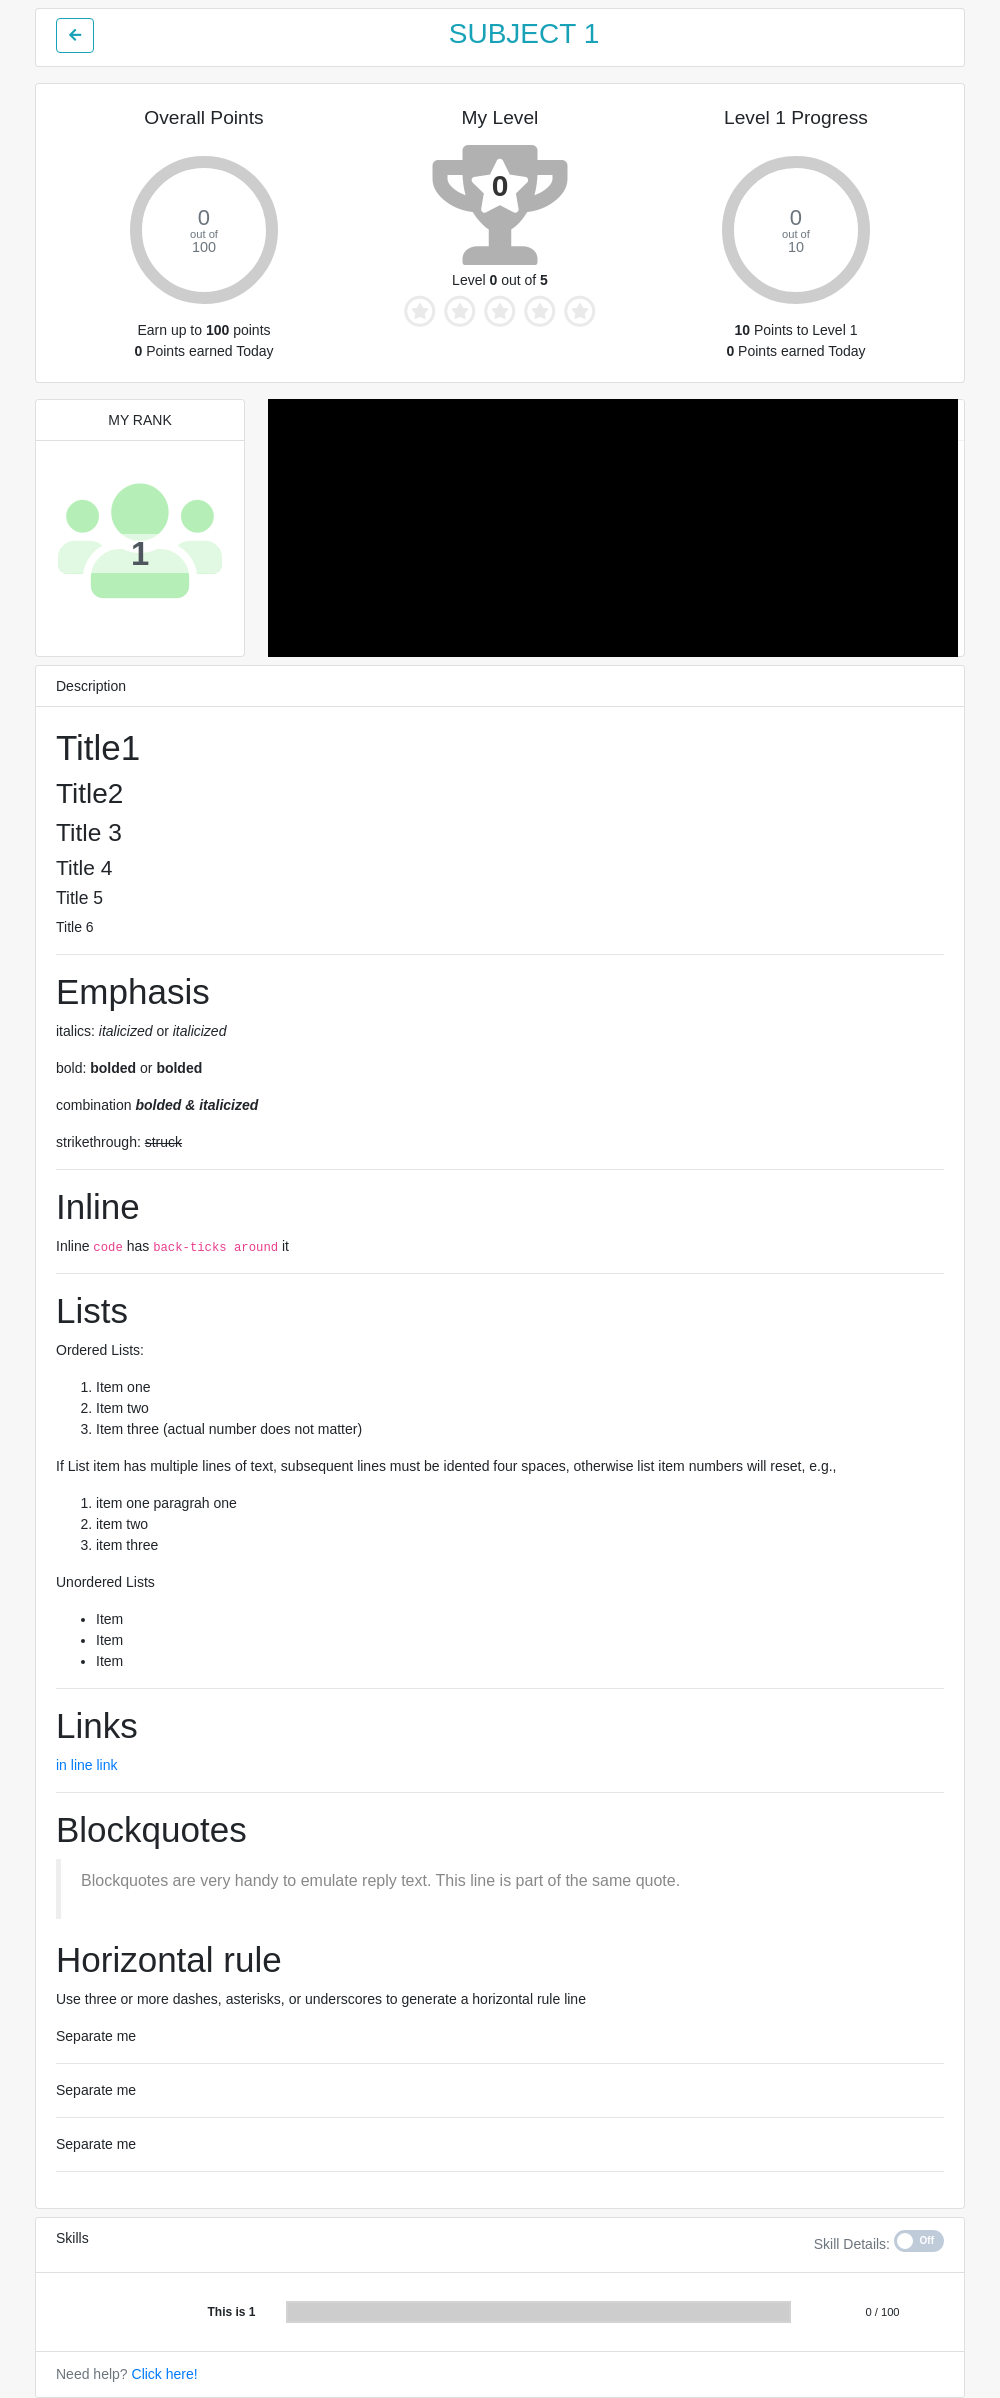 SUBJECT 1
Overall Points
My Level
Level 1 Progress
0
out of
100
0
0
out of
10
Level 0 out of 5
Earn up to 100 points
0 Points earned Today
10 Points to Level 1
0 Points earned Today
MY RANK
1
Description
Title1
Title2
Title 3
Title 4
Title 5
Title 6
Emphasis
italics: italicized or italicized
bold: bolded or bolded
combination bolded & italicized
strikethrough: struck
Inline
Inline code has back-ticks around it
Lists
Ordered Lists:
1. Item one
2. Item two
3. Item three (actual number does not matter)
If List item has multiple lines of text, subsequent lines must be idented four spaces, otherwise list item numbers will reset, e.g.,
1. item one paragrah one
2. item two
3. item three
Unordered Lists
• Item
• Item
• Item
Links
in line link
Blockquotes
Blockquotes are very handy to emulate reply text. This line is part of the same quote.
Horizontal rule
Use three or more dashes, asterisks, or underscores to generate a horizontal rule line
Separate me
Separate me
Separate me
Skills
Skill Details: Off
This is 1
0 / 100
Need help? Click here!